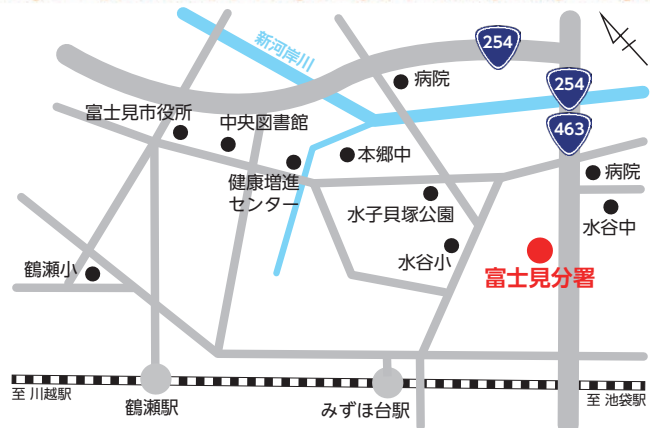 254
新河岸川
病院
254
富士見市役所
中央図書館
463
本郷中
健康増進
センター
病院
水子貝塚公園
水谷中
水谷小
鶴瀬小
富士見分署
至 川越駅
鶴瀬駅
みずほ台駅
至 池袋駅